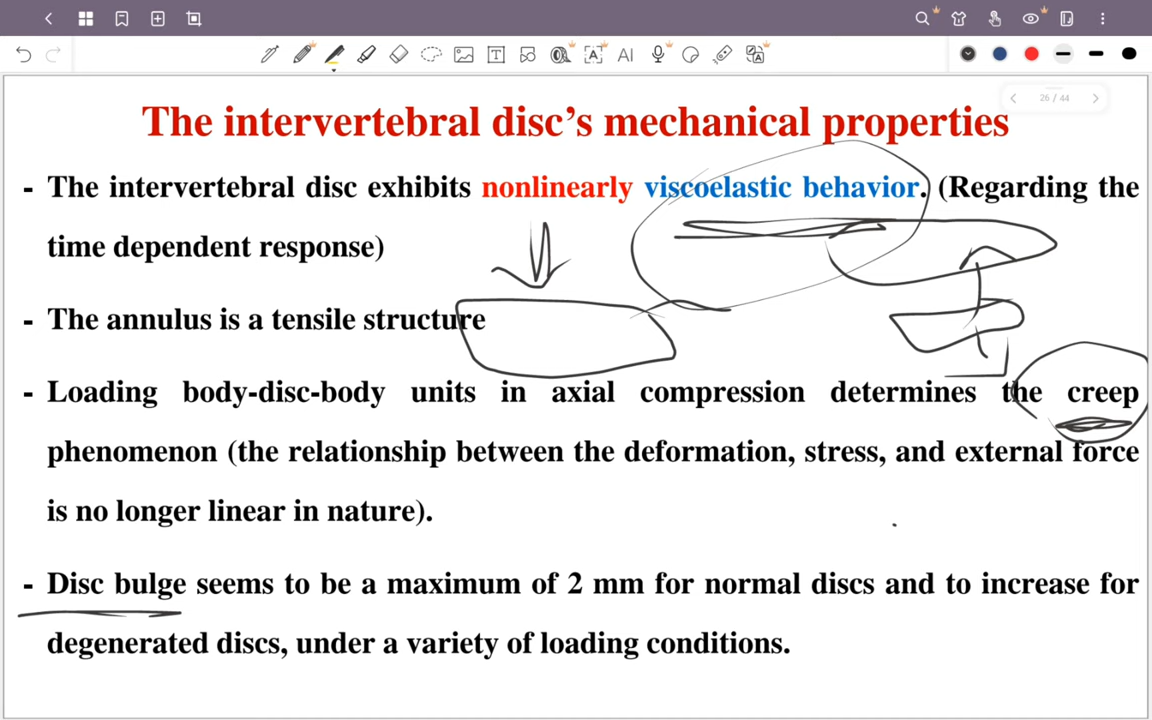 26 / 44
The intervertebral disc’s mechanical properties
- The intervertebral disc exhibits nonlinearly viscoelastic behavior. (Regarding the
time dependent response)
- The annulus is a tensile structure
- Loading body-disc-body units in axial compression determines the creep
phenomenon (the relationship between the deformation, stress, and external force
is no longer linear in nature).
- Disc bulge seems to be a maximum of 2 mm for normal discs and to increase for
degenerated discs, under a variety of loading conditions.